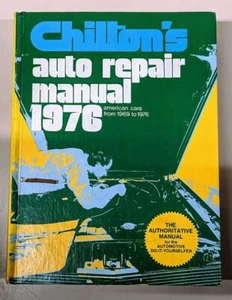 Chilton's
auto repair
manual
1976
american cars
from 1969 to 1976
THE
AUTHORITATIVE
MANUAL
for the
AUTOMOTIVE
DO-IT-YOURSELFER